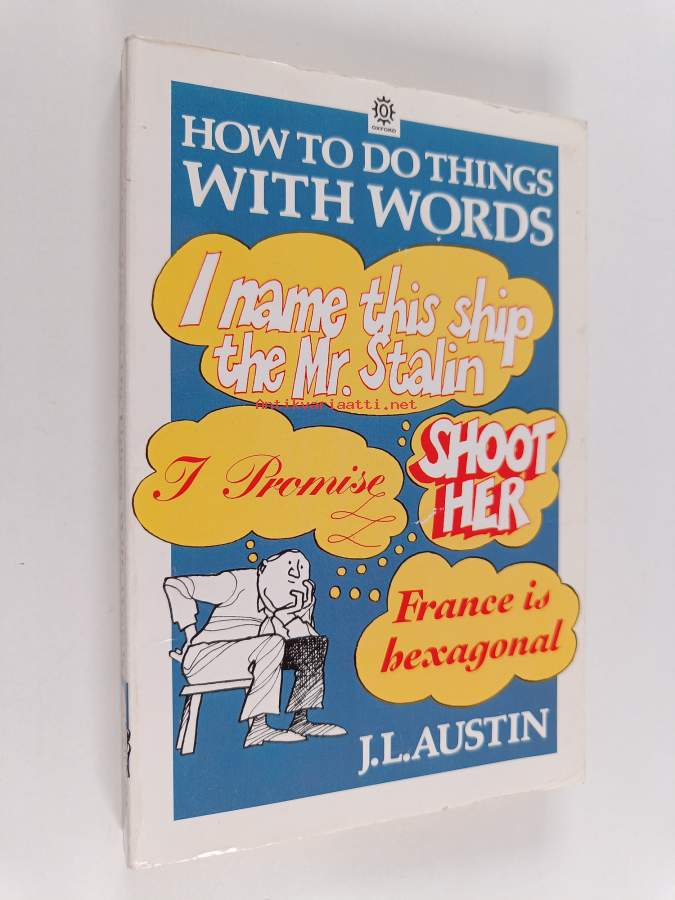 OXFORD
HOW TO DO THINGS
WITH WORDS
I name this ship
the Mr. Stalin
Antikvariaatti.net
I Promise
SHOOT
HER
France is
hexagonal
J.L.AUSTIN